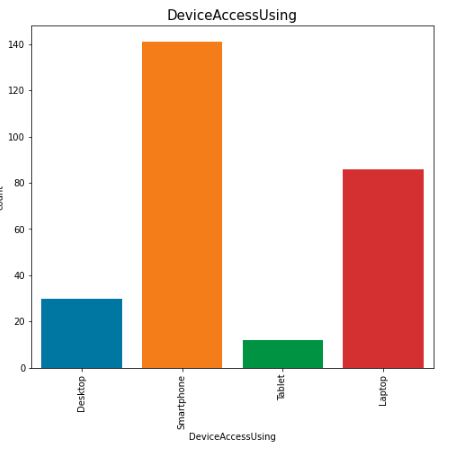 DeviceAccessUsing
140
120
100
80
60
40
20
0
count
Desktop
Smartphone
Tablet
Laptop
DeviceAccessUsing